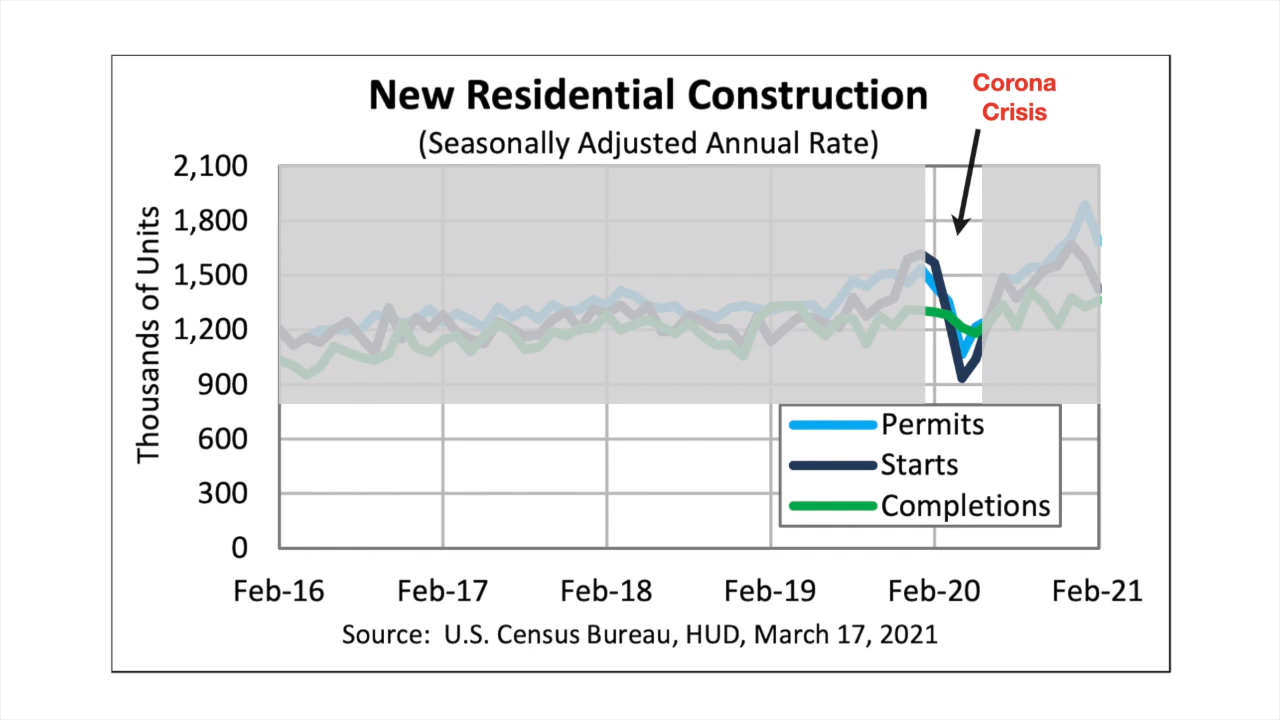 New Residential Construction
(Seasonally Adjusted Annual Rate)
Corona
Crisis
Thousands of Units
2,100
1,800
1,500
1,200
900
600
300
0
Permits
Starts
Completions
Feb-16 Feb-17 Feb-18 Feb-19 Feb-20 Feb-21
Source: U.S. Census Bureau, HUD, March 17, 2021